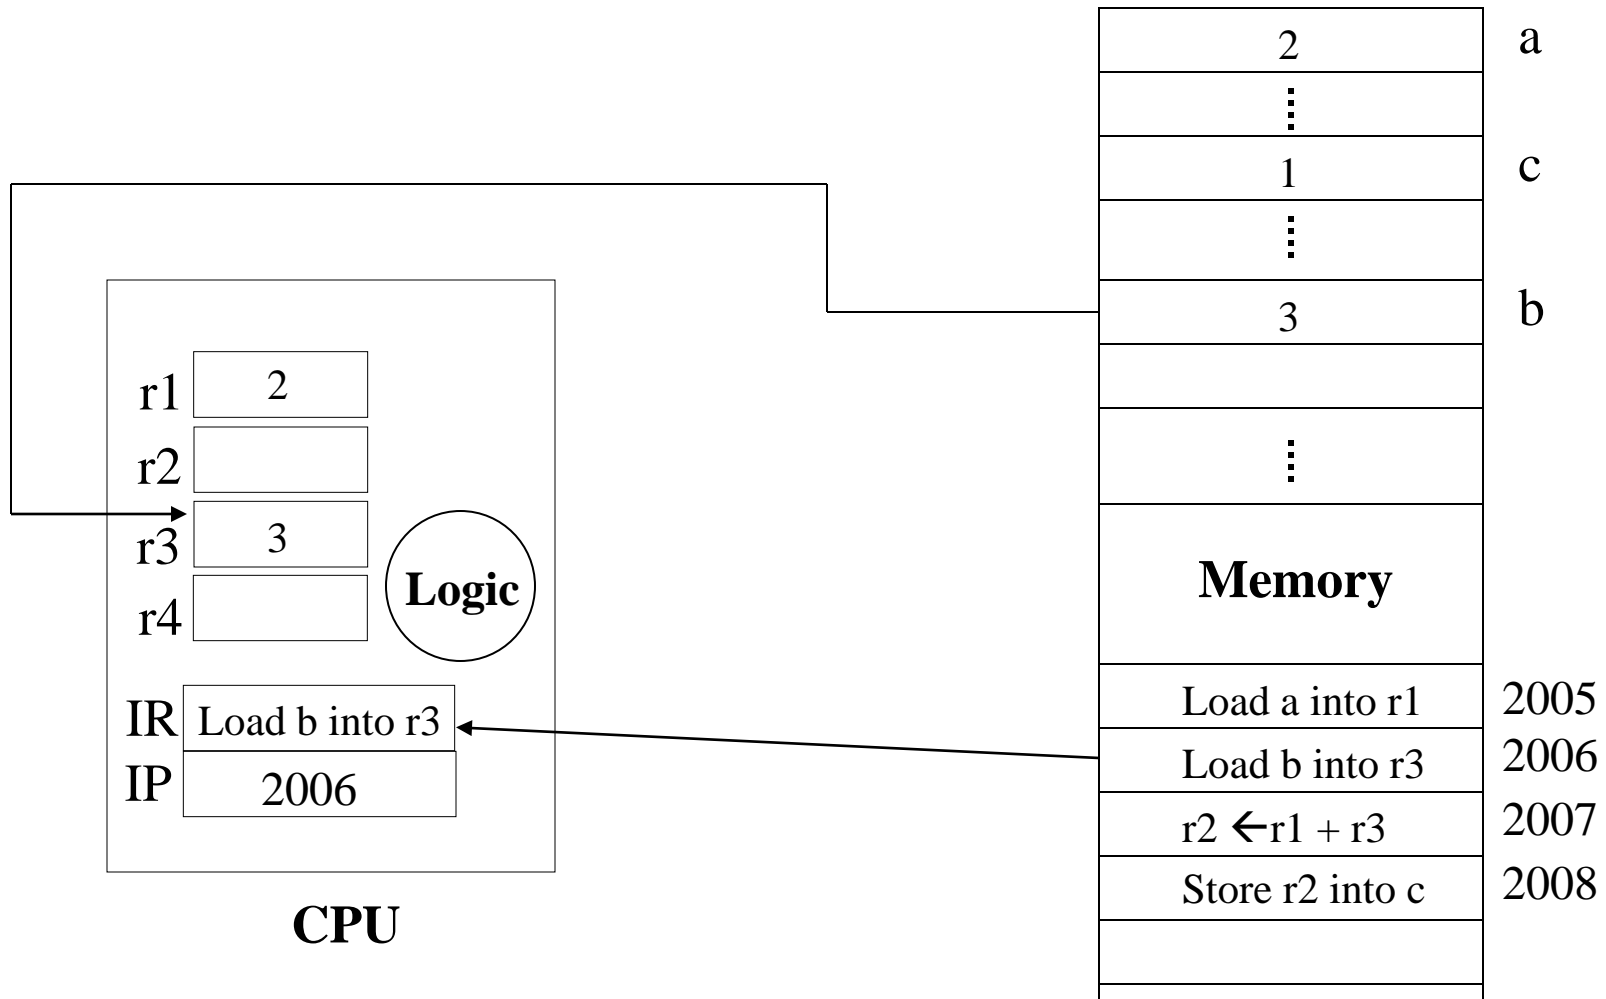 2 a
1 c
3 b
r1 2
r2
r3 3
r4
Logic
IR Load b into r3
IP 2006
CPU
Memory
Load a into r1 2005
Load b into r3 2006
r2 ←r1 + r3 2007
Store r2 into c 2008